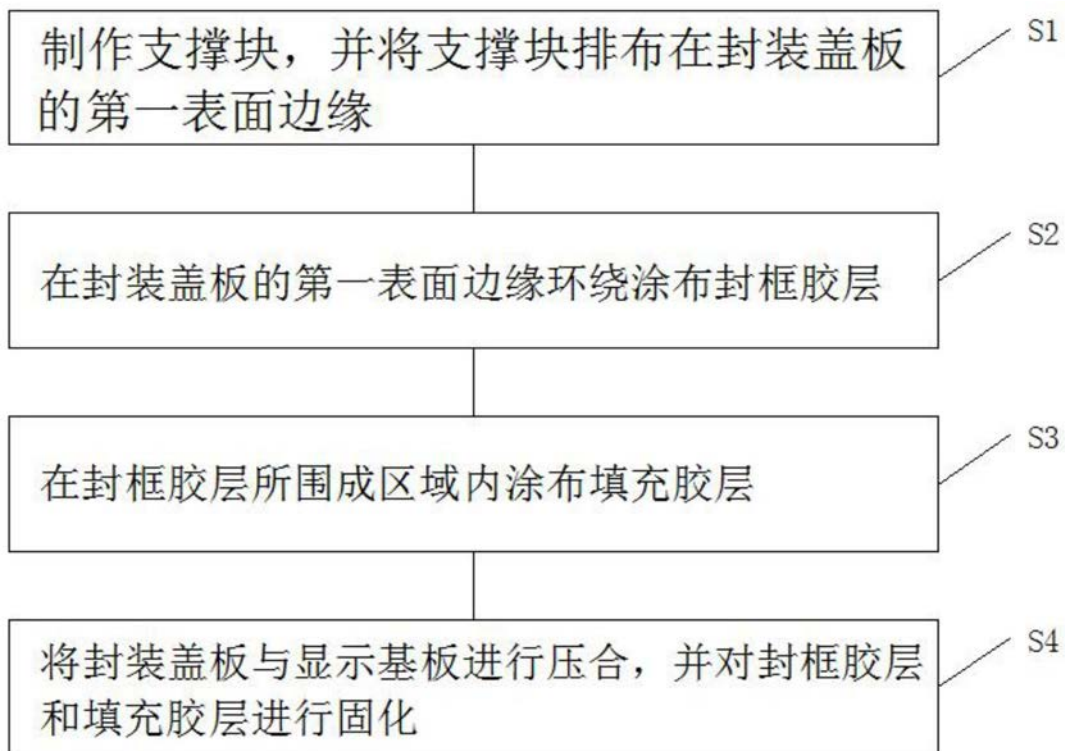 制作支撑块，并将支撑块排布在封装盖板
的第一表面边缘
S1
在封装盖板的第一表面边缘环绕涂布封框胶层
S2
在封框胶层所围成区域内涂布填充胶层
S3
将封装盖板与显示基板进行压合，并对封框胶层
和填充胶层进行固化
S4